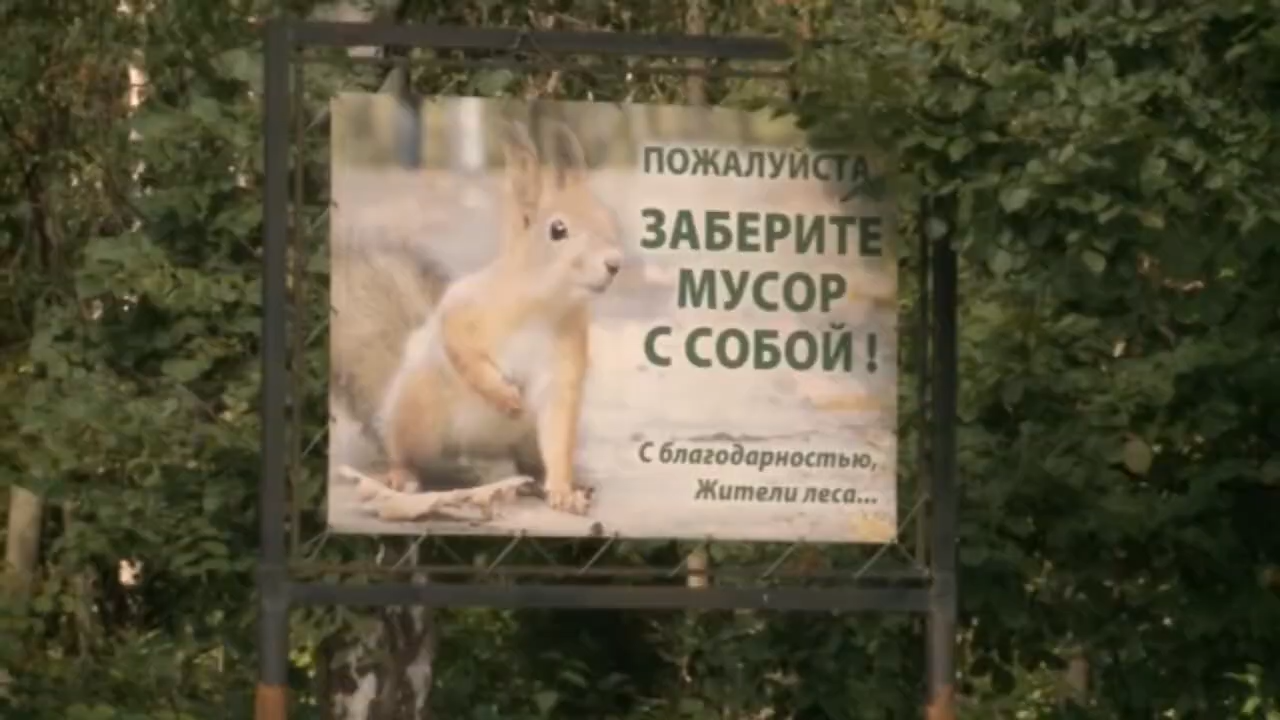 ПОЖАЛУЙСТА,
ЗАБЕРИТЕ
МУСОР
С СОБОЙ !
С благодарностью,
Жители леса...